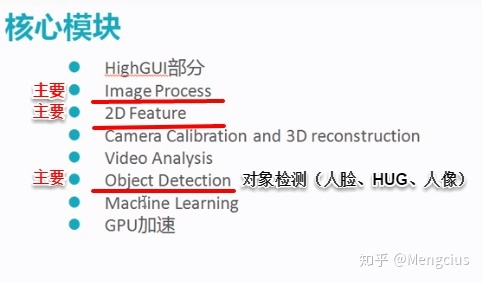 核心模块
HighGUI部分
主要 Image Process
主要 2D Feature
Camera Calibration and 3D reconstruction
Video Analysis
主要 Object Detection 对象检测（人脸、HUG、人像）
Machine Learning
GPU加速
知乎 @Mengcius